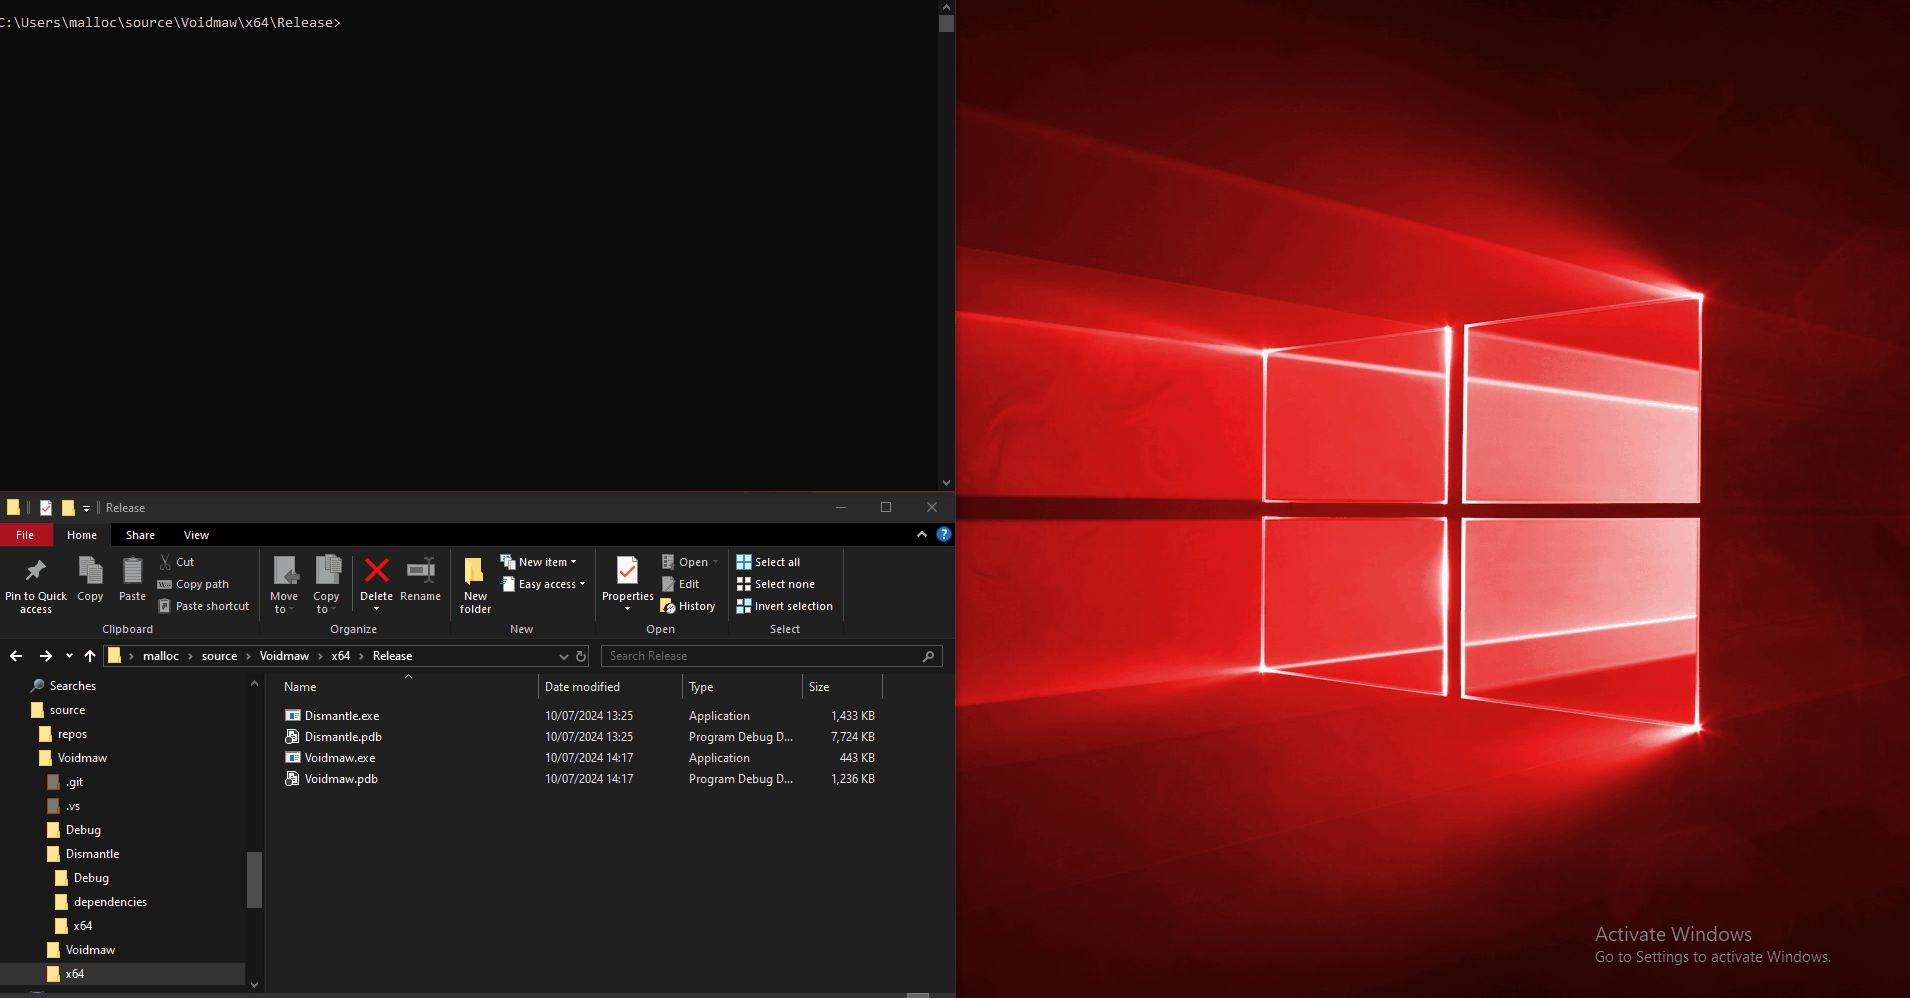 C:\Users\malloc\source\Voidmaw\x64\Release>
Release
File Home Share View
Pin to Quick access
Copy
Paste
Cut
Copy path
Paste shortcut
Clipboard
Move to
Copy to
Delete
Rename
Organize
New folder
New item
Easy access
New
Properties
Open
Edit
History
Open
Select all
Select none
Invert selection
Select
malloc › source › Voidmaw › x64 › Release
Search Release
Searches
source
repos
Voidmaw
.git
.vs
Debug
Dismantle
Debug
dependencies
x64
Voidmaw
x64
Name Date modified Type Size
Dismantle.exe 10/07/2024 13:25 Application 1,433 KB
Dismantle.pdb 10/07/2024 13:25 Program Debug D... 7,724 KB
Voidmaw.exe 10/07/2024 14:17 Application 443 KB
Voidmaw.pdb 10/07/2024 14:17 Program Debug D... 1,236 KB
Activate Windows
Go to Settings to activate Windows.